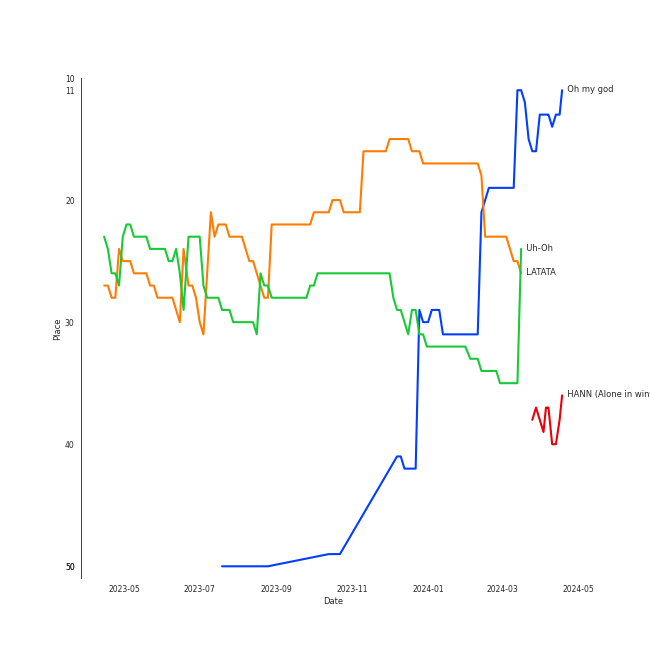 10
11
Oh my god
20
Uh-Oh
LATATA
30
Place
HANN (Alone in win
40
50
2023-05
2023-07
2023-09
2023-11
2024-01
2024-03
2024-05
Date